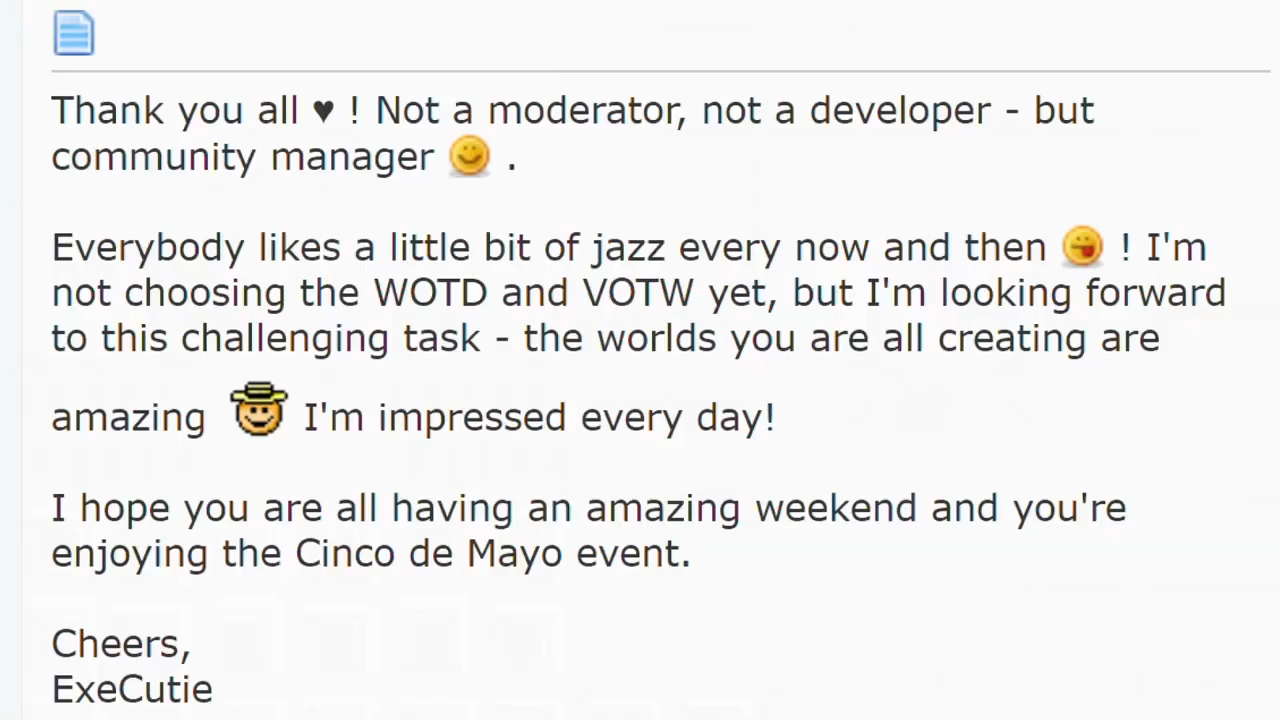 Thank you all ♥ ! Not a moderator, not a developer - but
community manager 🙂 .
Everybody likes a little bit of jazz every now and then 😜 ! I'm
not choosing the WOTD and VOTW yet, but I'm looking forward
to this challenging task - the worlds you are all creating are
amazing I'm impressed every day!
I hope you are all having an amazing weekend and you're
enjoying the Cinco de Mayo event.
Cheers,
ExeCutie